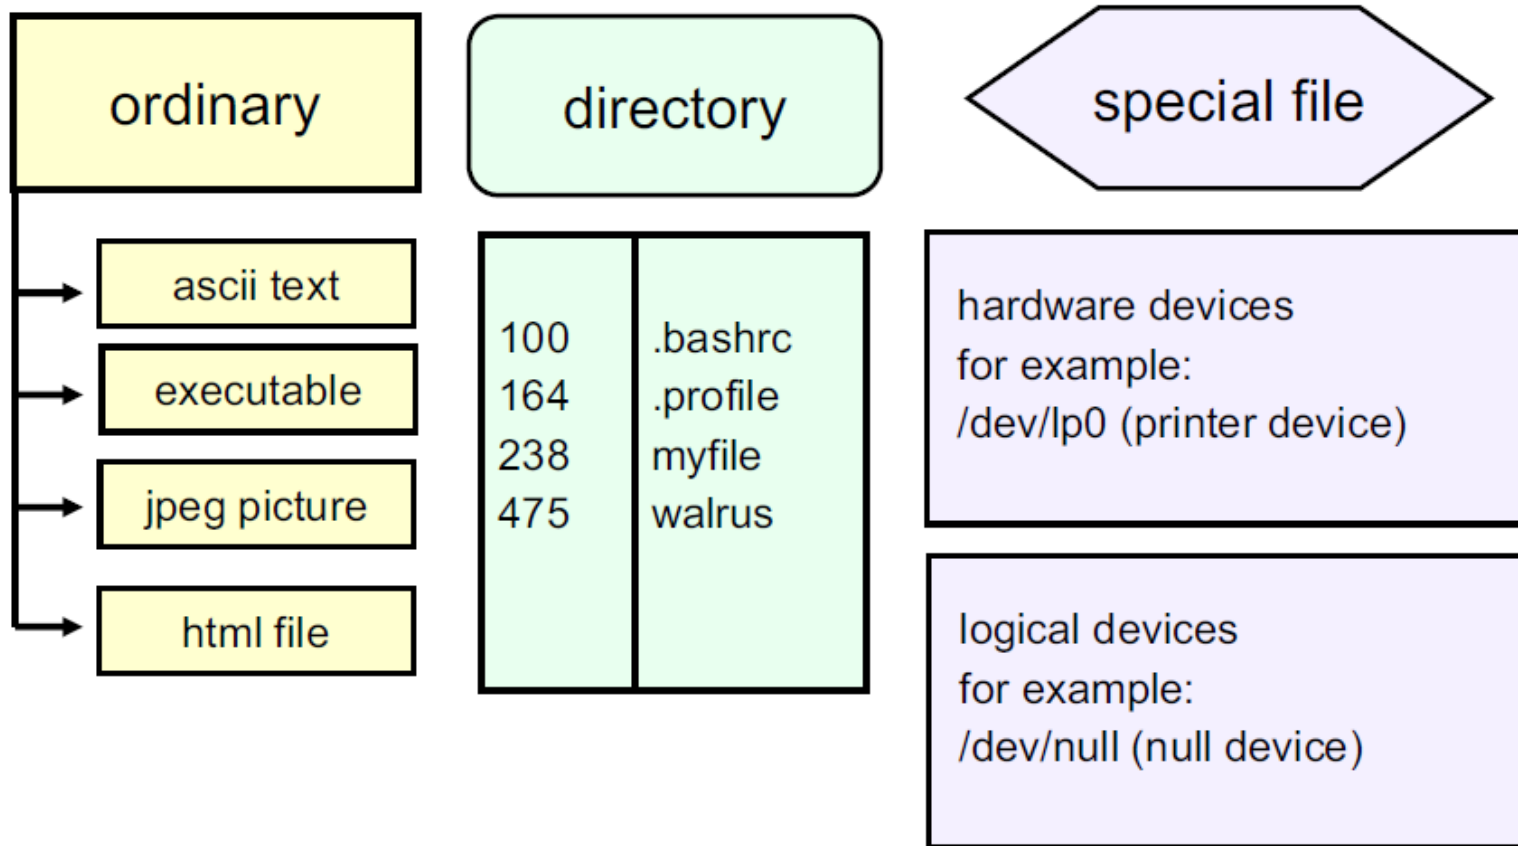 ordinary
ascii text
executable
jpeg picture
html file
directory
100 .bashrc
164 .profile
238 myfile
475 walrus
special file
hardware devices
for example:
/dev/lp0 (printer device)
logical devices
for example:
/dev/null (null device)